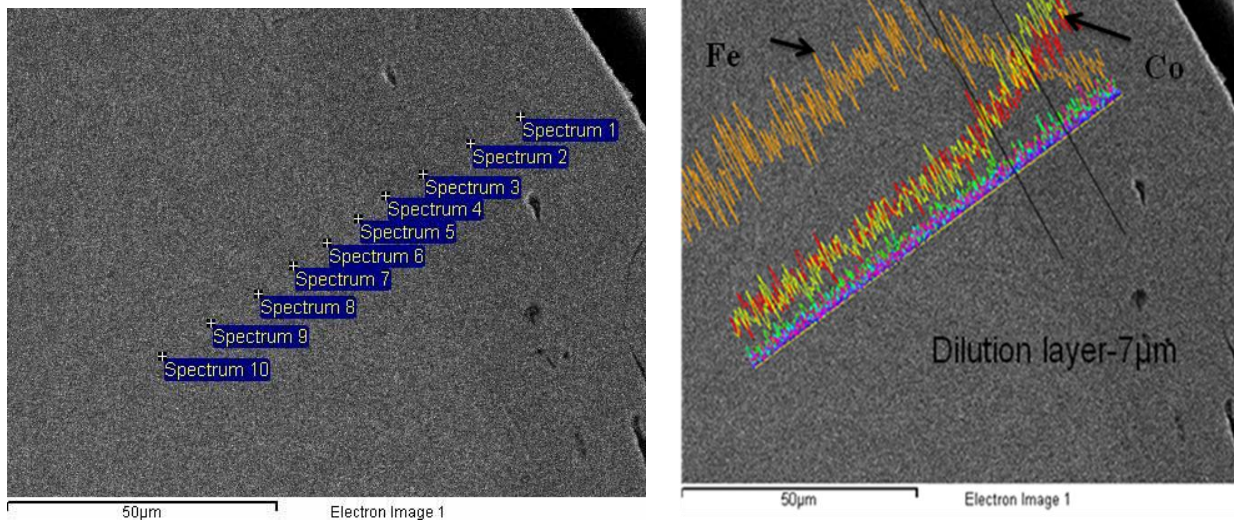 Spectrum 1
Spectrum 2
Spectrum 3
Spectrum 4
Spectrum 5
Spectrum 6
Spectrum 7
Spectrum 8
Spectrum 9
Spectrum 10
50µm
Electron Image 1
Fe
Co
Dilution layer-7µm
50µm
Electron Image 1